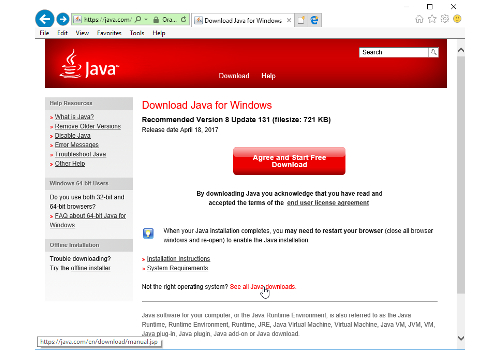 https://java.com/
Dra...
Download Java for Windows
File Edit View Favorites Tools Help
Java
Search
Download Help
Help Resources
» What is Java?
» Remove Older Versions
» Disable Java
» Error Messages
» Troubleshoot Java
» Other Help
Windows 64-bit Users
Do you use both 32-bit and
64-bit browsers?
» FAQ about 64-bit Java for
Windows
Offline Installation
Trouble downloading?
Try the offline installer
Download Java for Windows
Recommended Version 8 Update 131 (filesize: 721 KB)
Release date April 18, 2017
Agree and Start Free
Download
By downloading Java you acknowledge that you have read and
accepted the terms of the end user license agreement
When your Java installation completes, you may need to restart your browser (close all browser
windows and re-open) to enable the Java installation.
» Installation Instructions
» System Requirements
Not the right operating system? See all Java downloads.
Java software for your computer, or the Java Runtime Environment, is also referred to as the Java
Runtime, Runtime Environment, Runtime, JRE, Java Virtual Machine, Virtual Machine, Java VM, JVM, VM,
Java plug-in, Java plugin, Java add-on or Java download.
https://java.com/en/download/manual.jsp